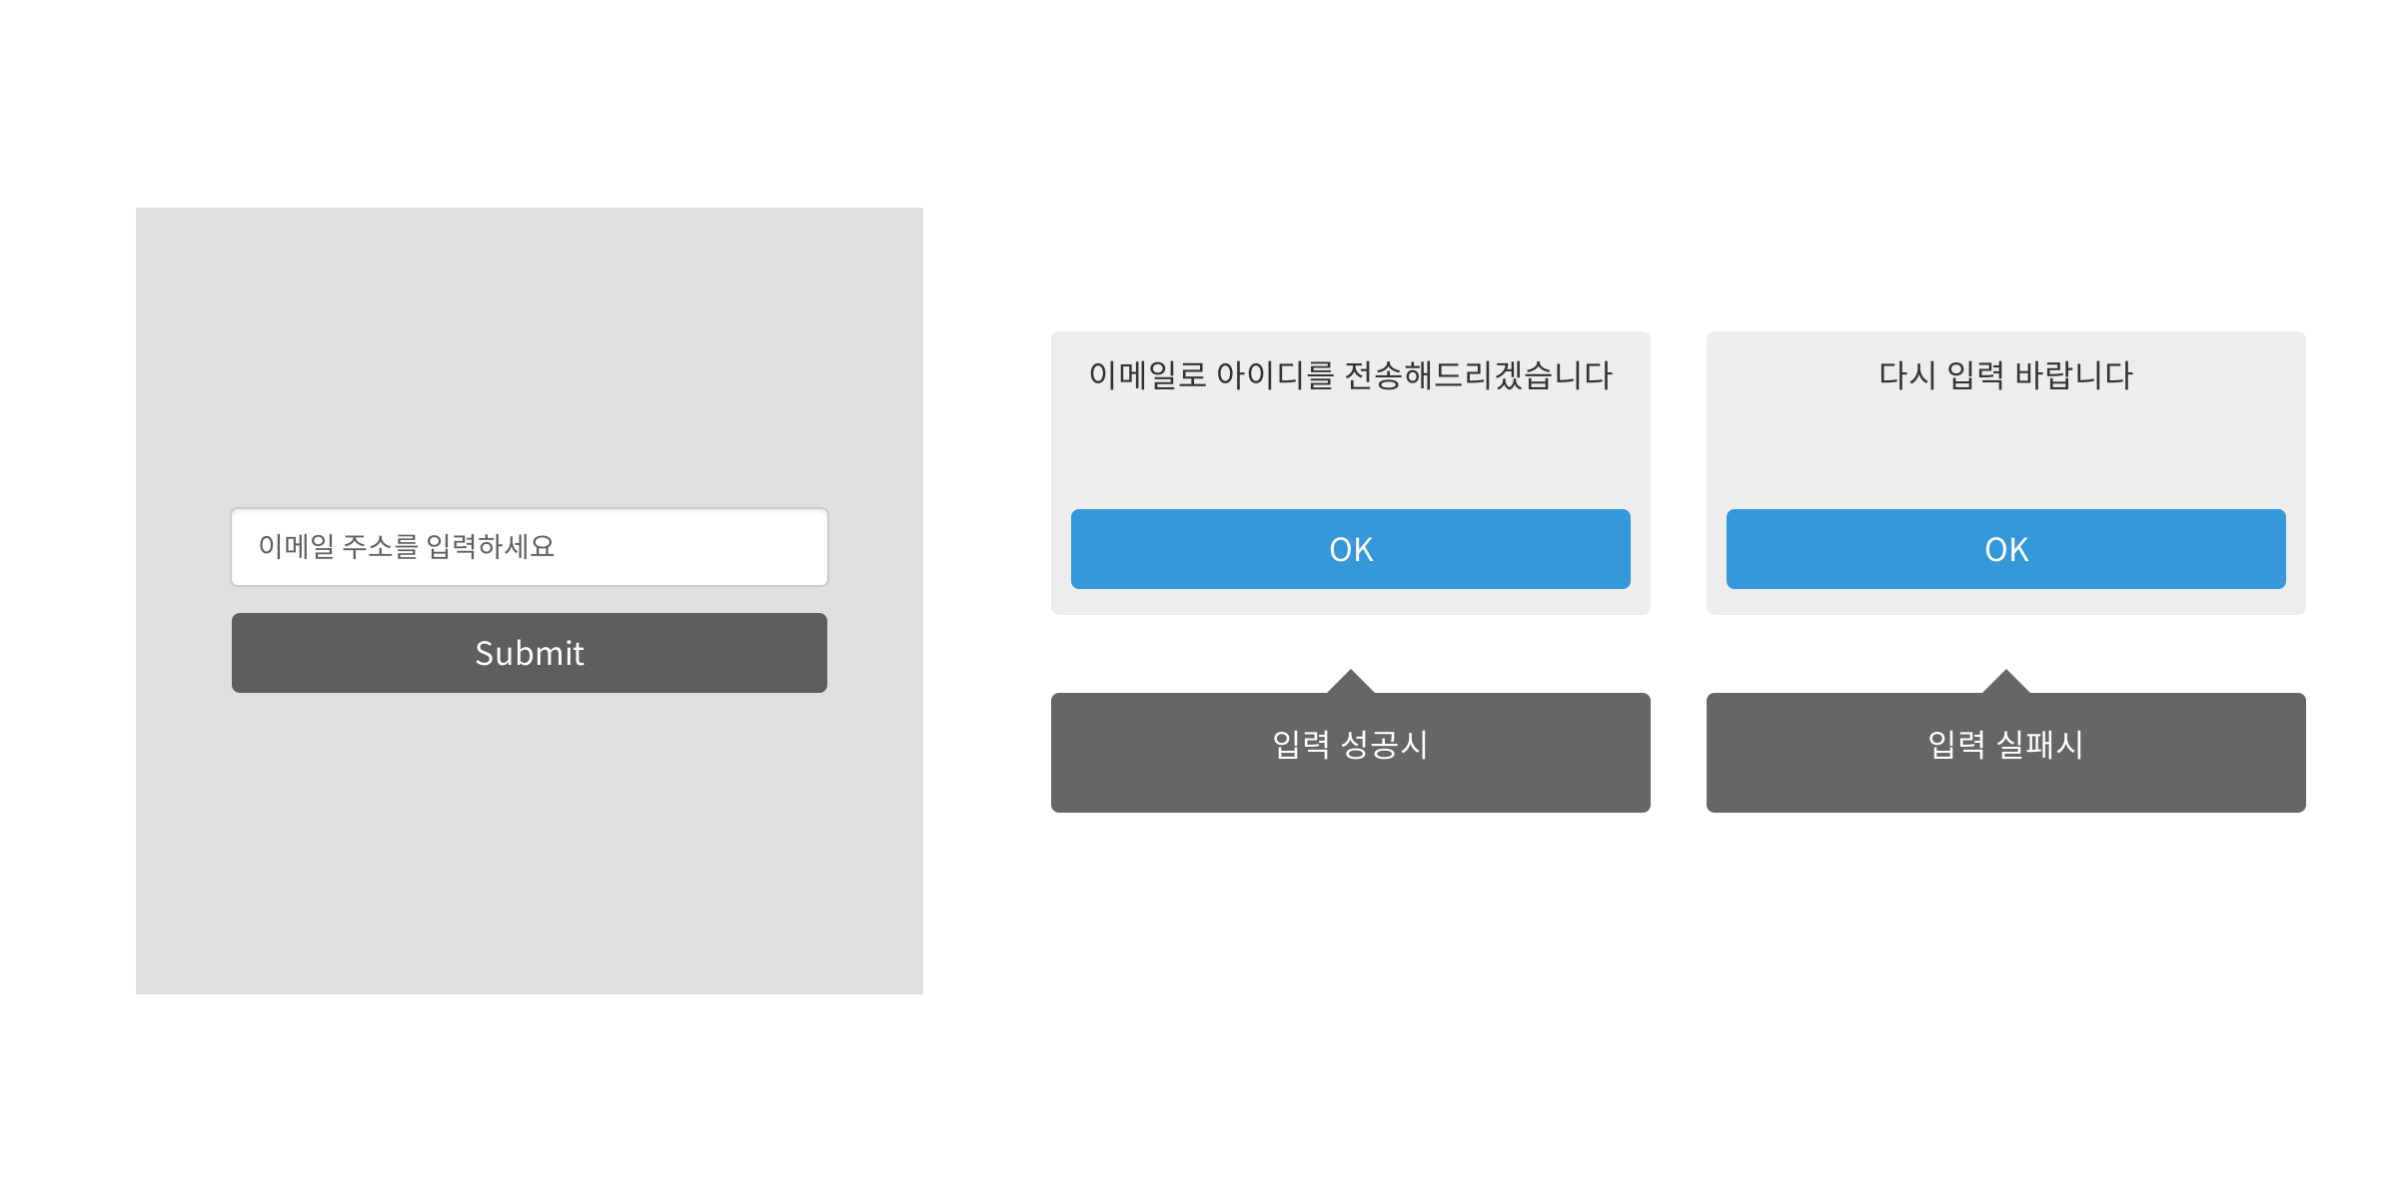 이메일 주소를 입력하세요
Submit
이메일로 아이디를 전송해드리겠습니다
OK
입력 성공시
다시 입력 바랍니다
OK
입력 실패시